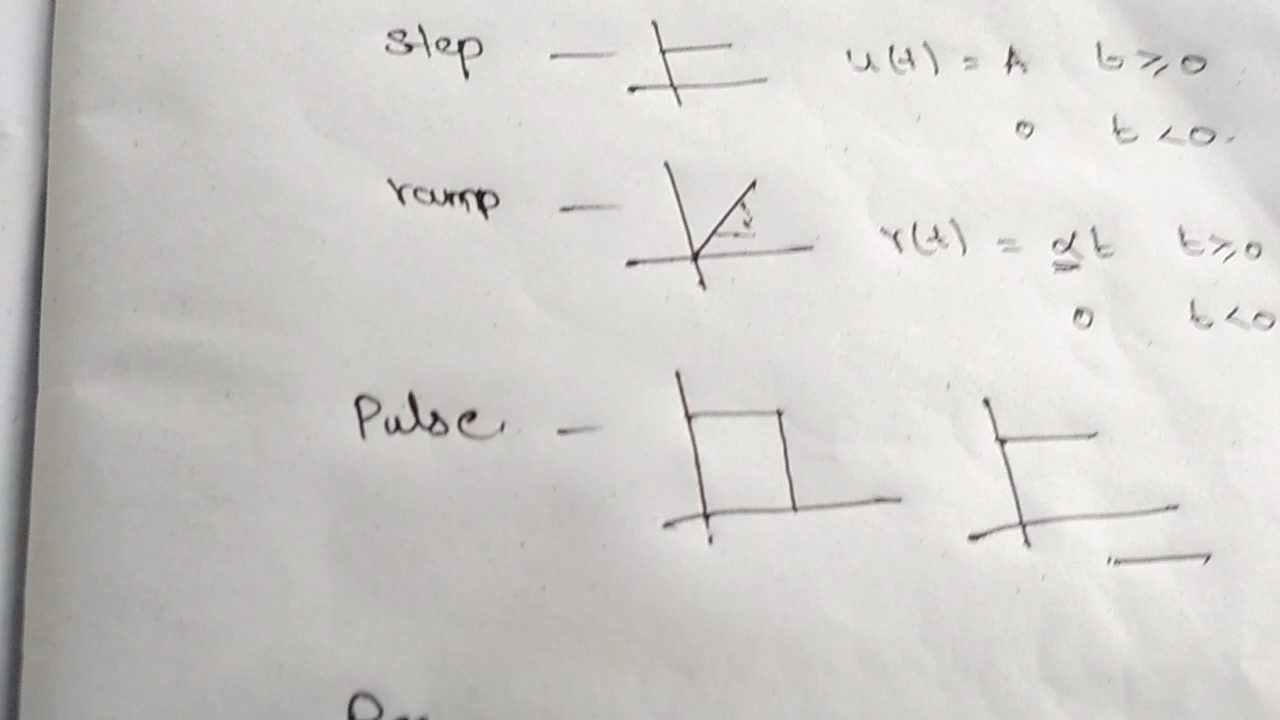 step — u(t) = A t ≥ 0
0 t < 0.
ramp — r(t) = αt t ≥ 0
0 t < 0
Pulse. —